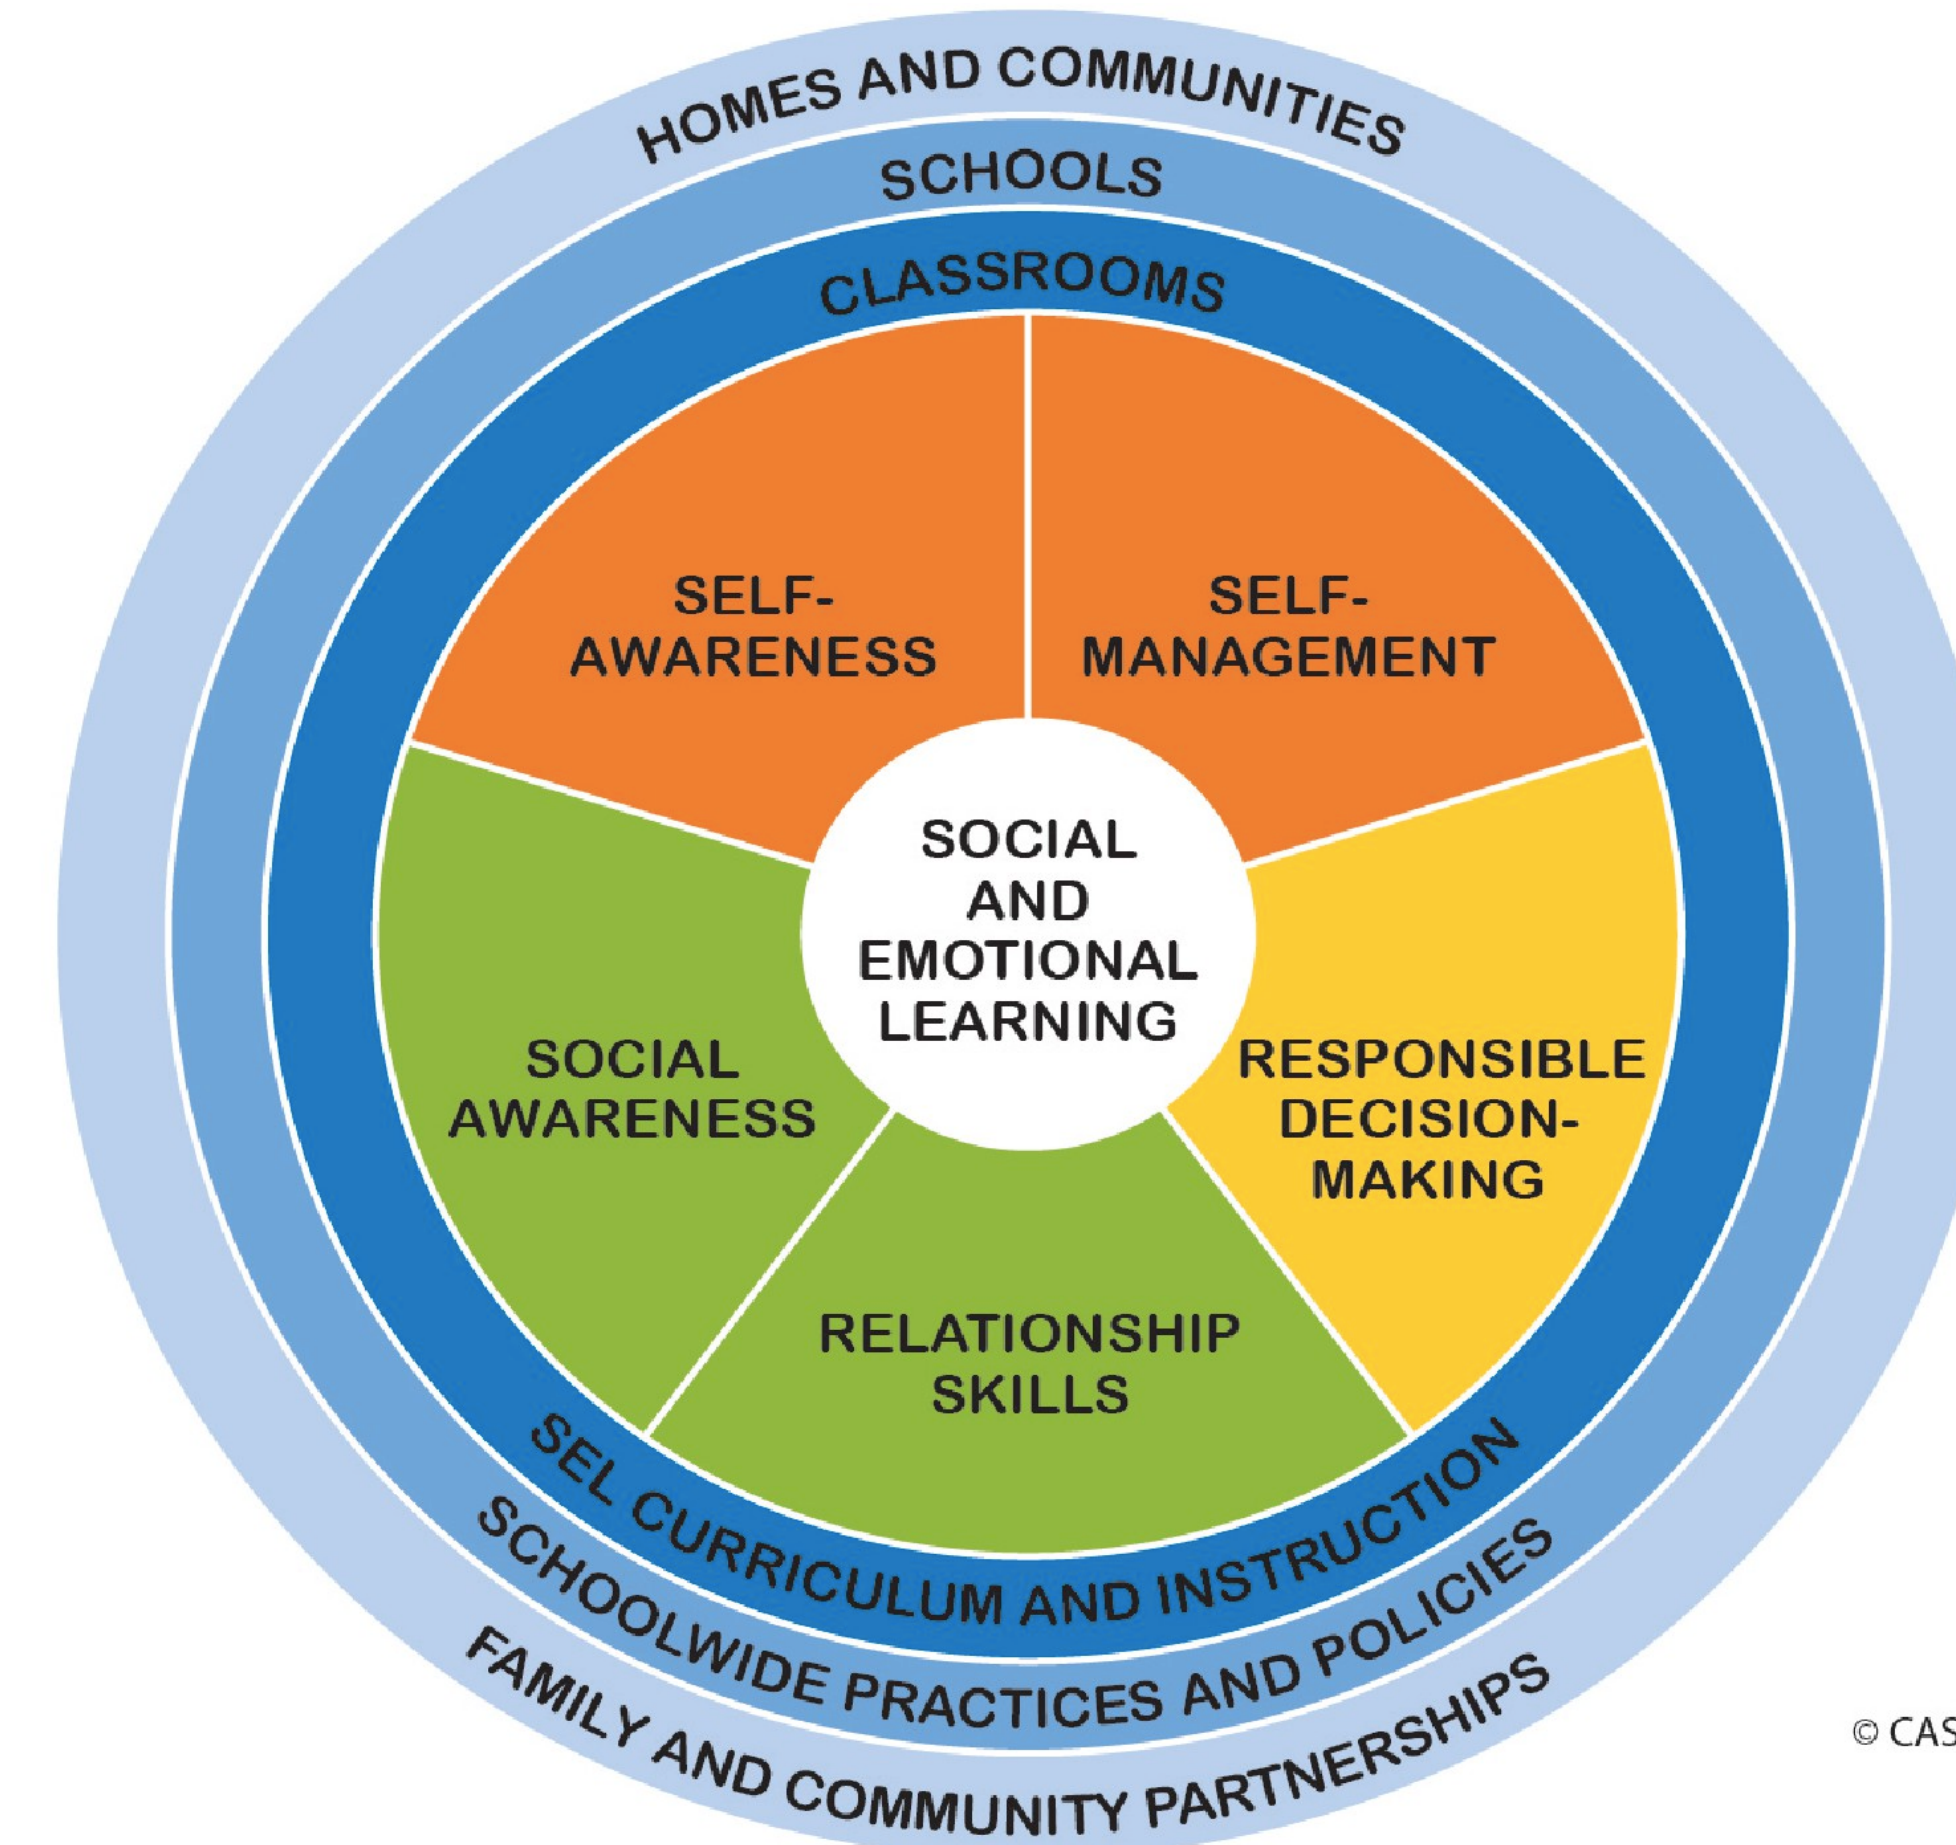 HOMES AND COMMUNITIES
SCHOOLS
CLASSROOMS
SELF-
AWARENESS
SELF-
MANAGEMENT
SOCIAL
AND
EMOTIONAL
LEARNING
SOCIAL
AWARENESS
RESPONSIBLE
DECISION-
MAKING
RELATIONSHIP
SKILLS
SEL CURRICULUM AND INSTRUCTION
SCHOOLWIDE PRACTICES AND POLICIES
FAMILY AND COMMUNITY PARTNERSHIPS
© CAS